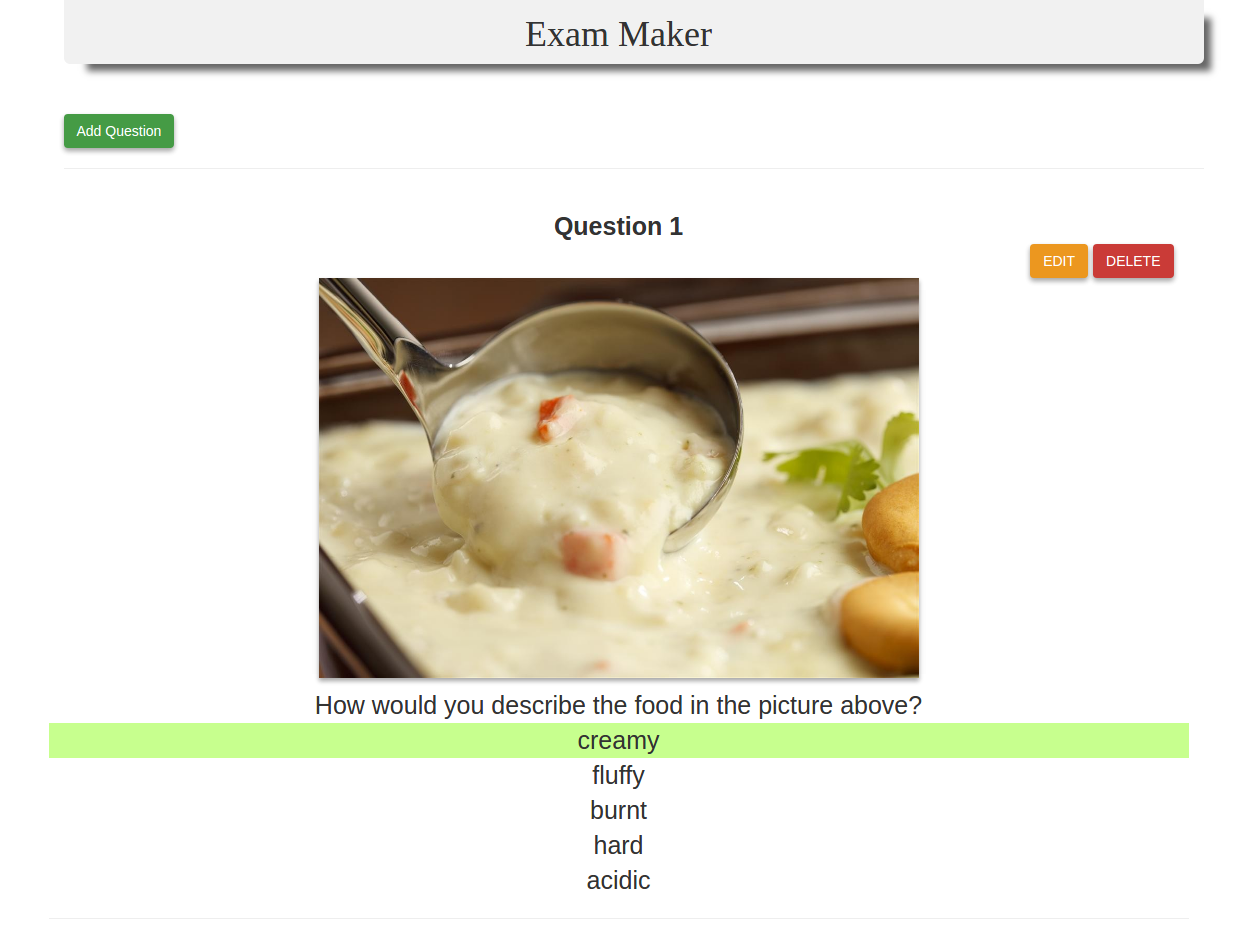 Exam Maker
Add Question
Question 1
EDIT DELETE
How would you describe the food in the picture above?
creamy
fluffy
burnt
hard
acidic